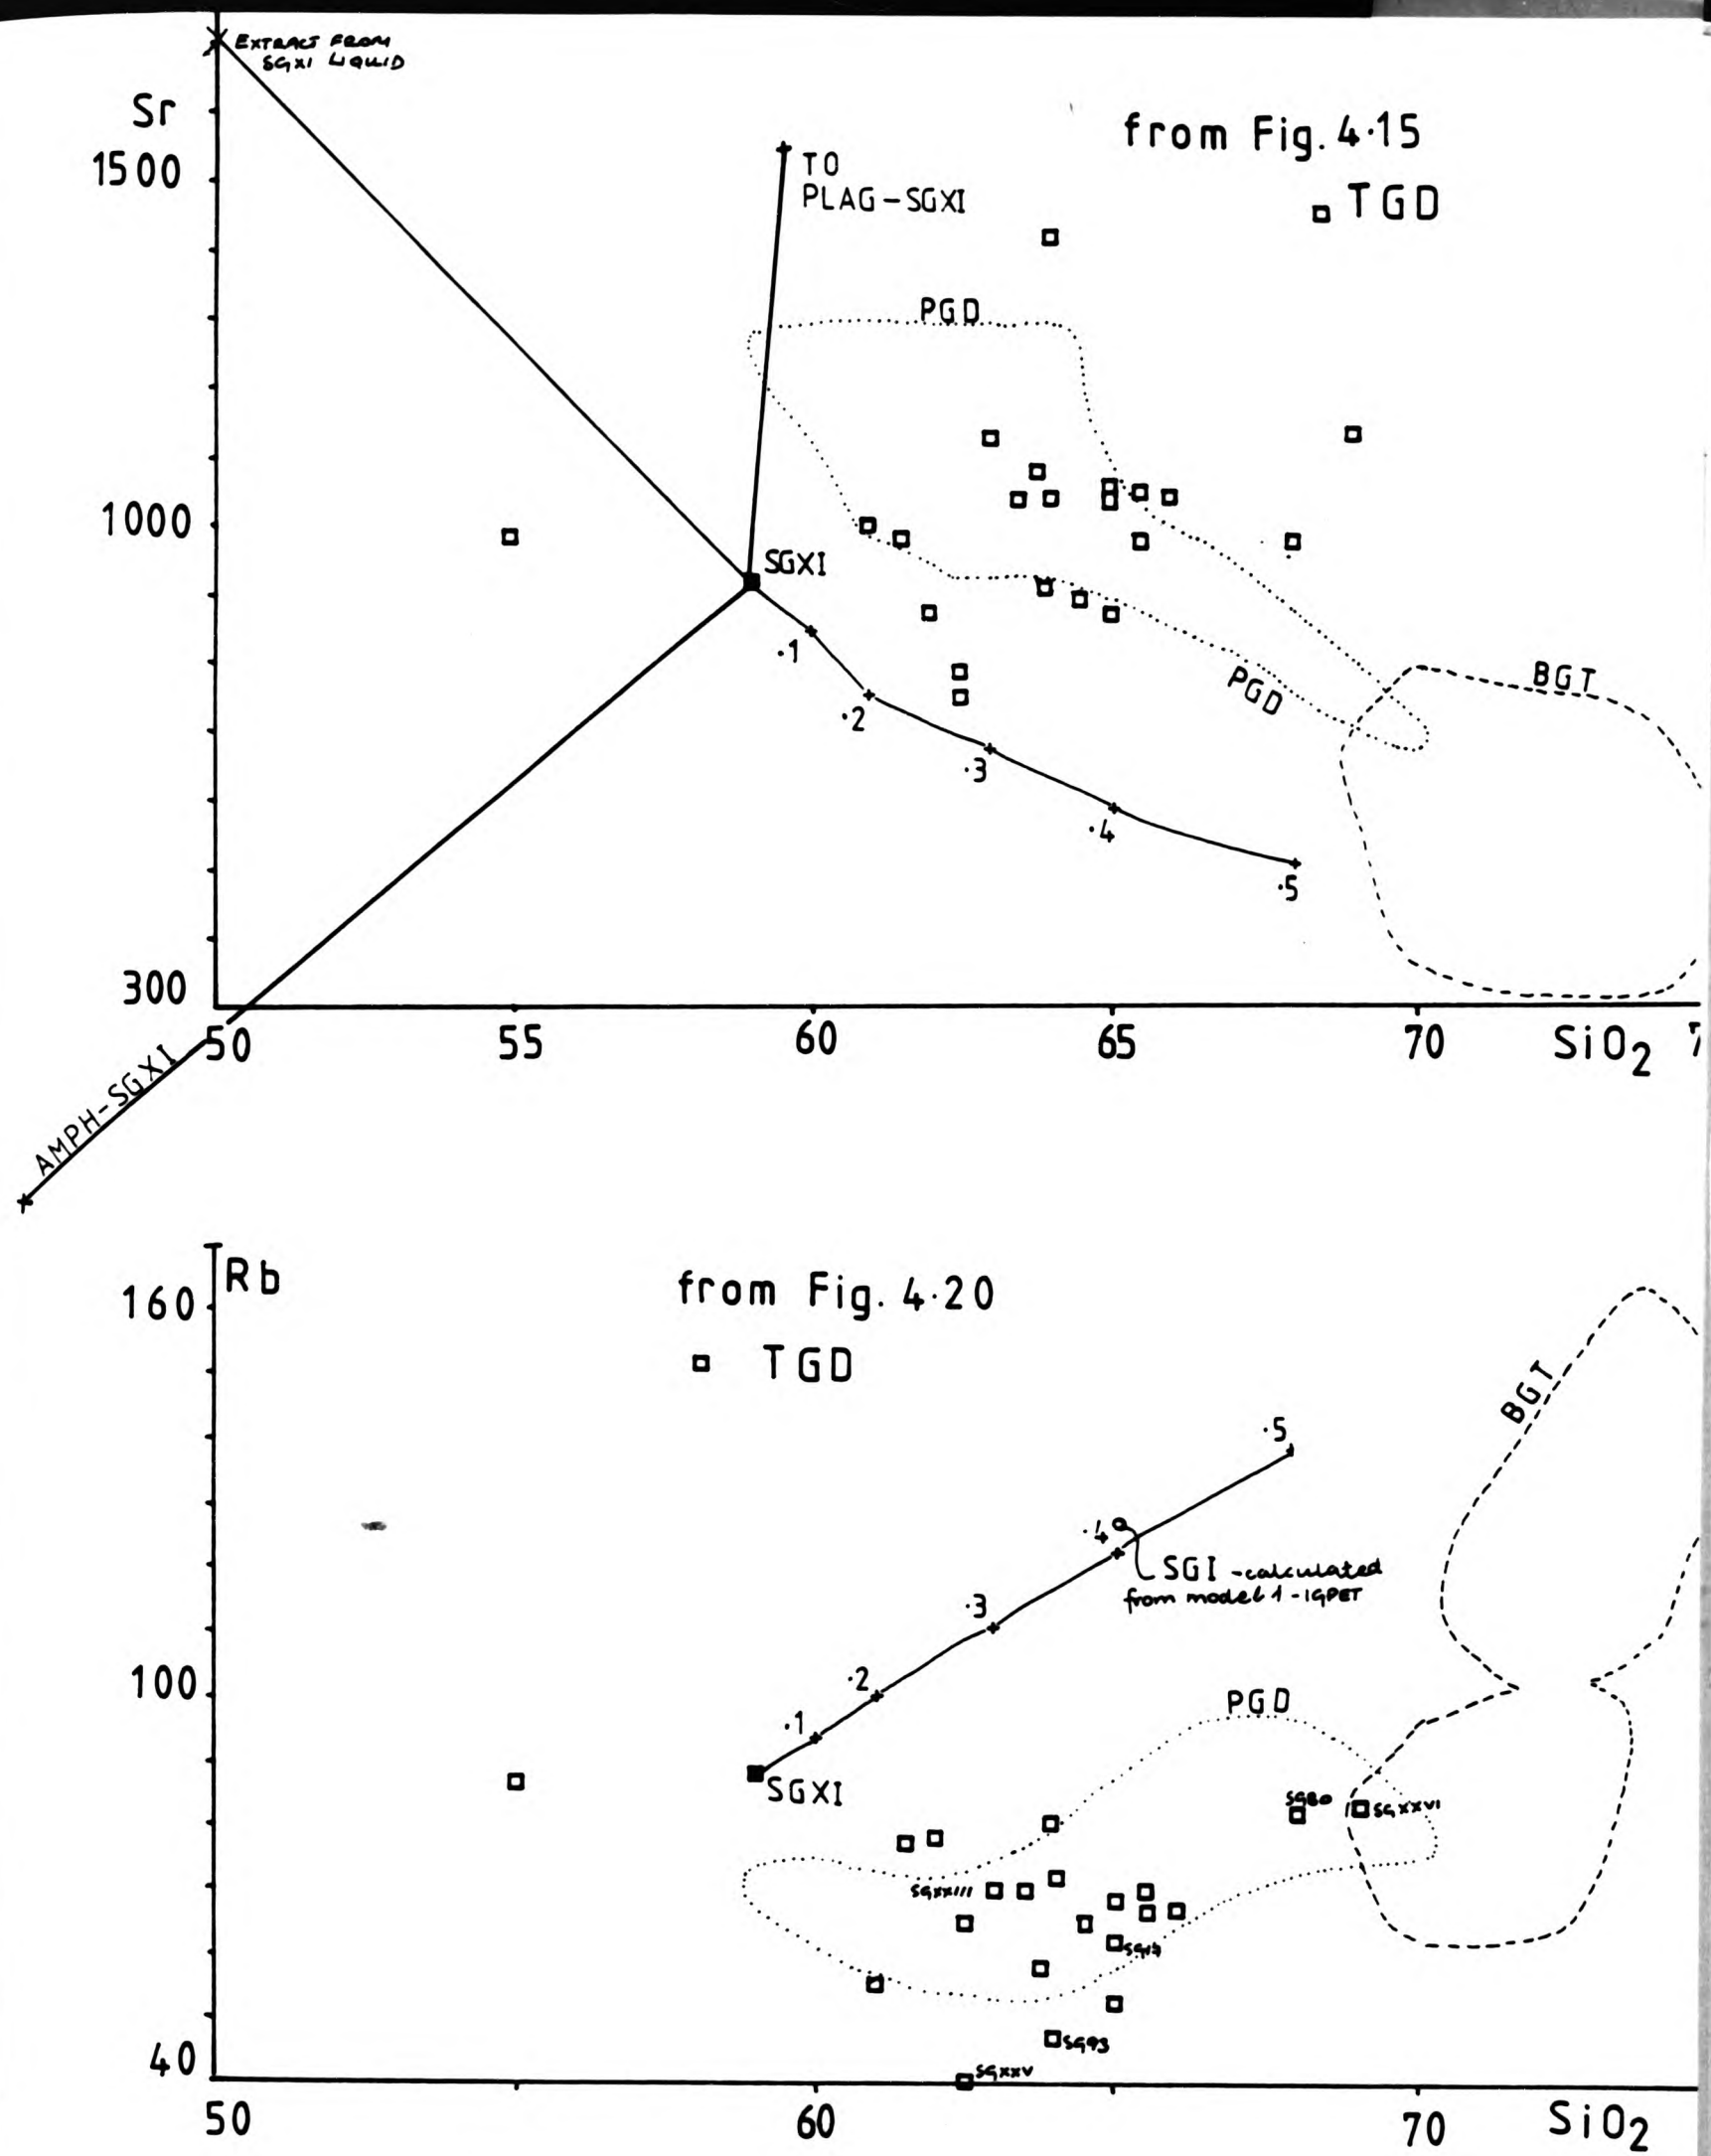 EXTRACT FROM
SGXI LIQUID
Sr
1500
1000
300
from Fig. 4·15
TGD
TO
PLAG-SGXI
PGD
SGXI
·1
·2
·3
·4
·5
PGD
BGT
50
55
60
65
70
SiO2
AMPH-SGXI
Rb
160
100
40
from Fig. 4·20
TGD
BGT
·5
·4
SGI -calculated
from model 1 - IGPET
·3
·2
·1
SGXI
PGD
SG80
SGXXVI
SGXXIII
SG93
SGXXV
50
60
70
SiO2